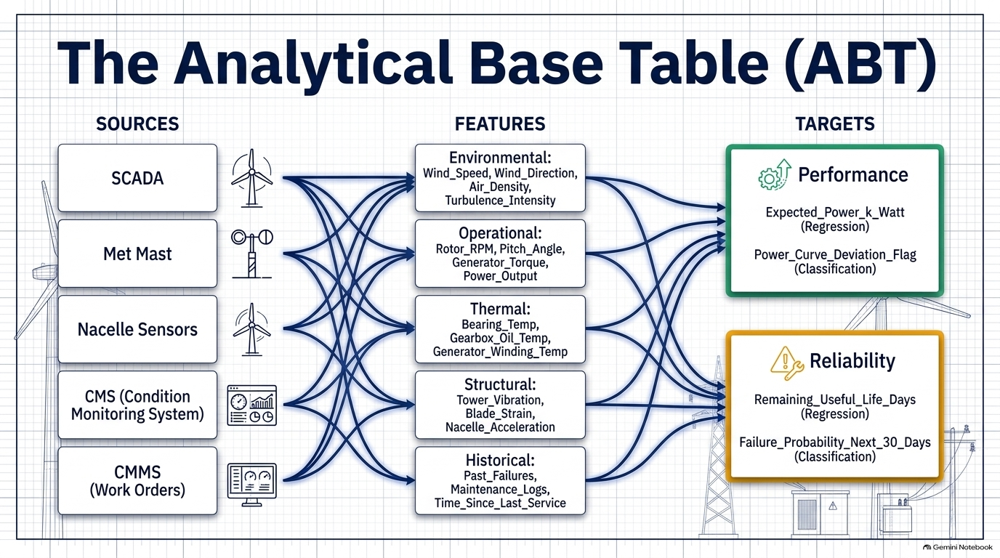 The Analytical Base Table (ABT)
SOURCES
SCADA
Met Mast
Nacelle Sensors
CMS (Condition
Monitoring System)
CMMS
(Work Orders)
FEATURES
Environmental:
Wind_Speed, Wind_Direction,
Air_Density,
Turbulence_Intensity
Operational:
Rotor_RPM, Pitch_Angle,
Generator_Torque,
Power_Output
Thermal:
Bearing_Temp,
Gearbox_Oil_Temp,
Generator_Winding_Temp
Structural:
Tower_Vibration,
Blade_Strain,
Nacelle_Acceleration
Historical:
Past_Failures,
Maintenance_Logs,
Time_Since_Last_Service
TARGETS
Performance
Expected_Power_k_Watt
(Regression)
Power_Curve_Deviation_Flag
(Classification)
Reliability
Remaining_Useful_Life_Days
(Regression)
Failure_Probability_Next_30_Days
(Classification)
Gemini Notebook